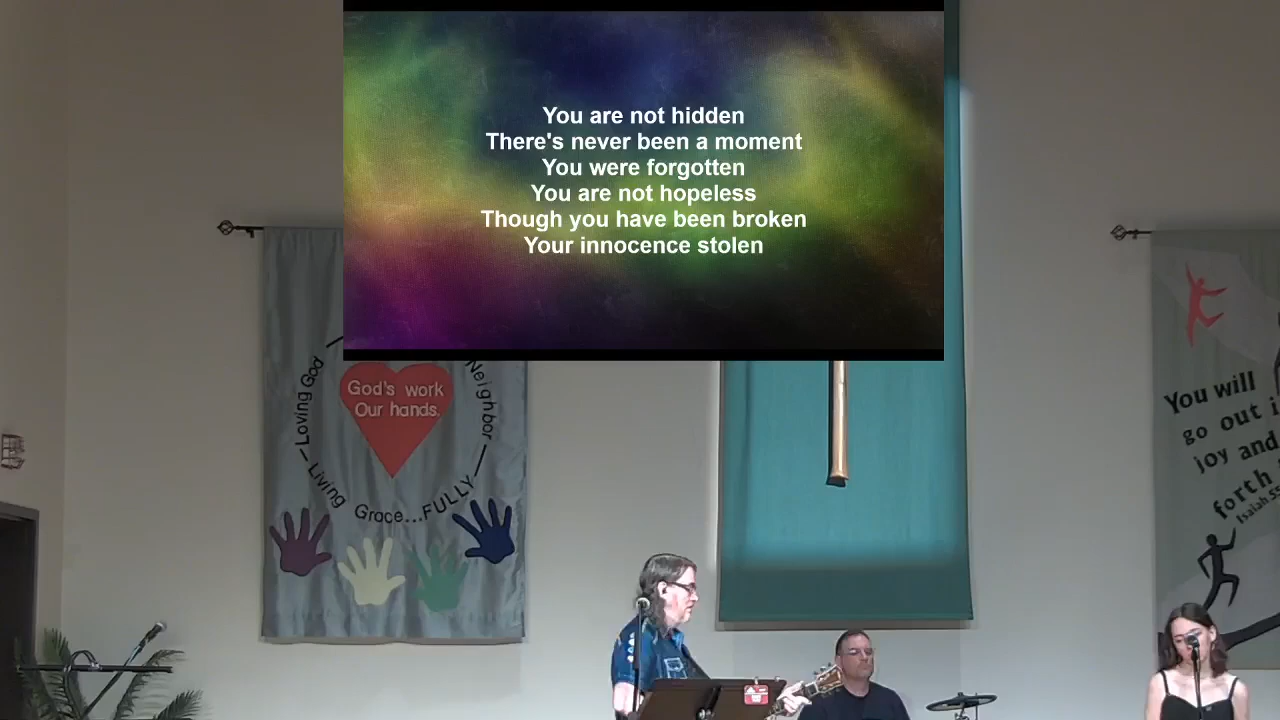 You are not hidden
There's never been a moment
You were forgotten
You are not hopeless
Though you have been broken
Your innocence stolen
God's work
Our hands.
Loving God
Neighbor
Living Grace...FULLY
You will
go out
joy and
forth
Isaiah 55